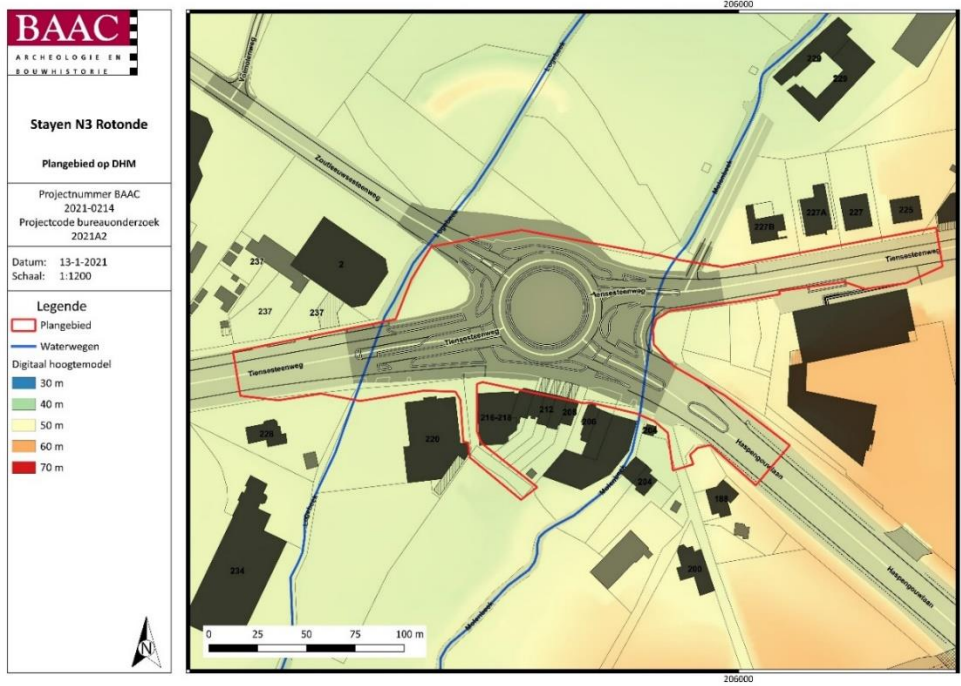 BAAC
ARCHEOLOGIE EN
BOUWHISTORIE
Stayen N3 Rotonde
Plangebied op DHM
Projectnummer BAAC
2021-0214
Projectcode bureauonderzoek
2021A2
Datum: 13-1-2021
Schaal: 1:1200
Legende
Plangebied
Waterwegen
Digitaal hoogtemodel
30 m
40 m
50 m
60 m
70 m
N
206000
229
229
Molenbeek
Zoutleeuwsesteenweg
227B
227A
227
225
237
2
237
237
Tiensesteenweg
Tiensesteenweg
Tiensesteenweg
Tiensesteenweg
228
220
216-218
212
206
Haspengouwlaan
Molenbeek
204
188
200
234
Haspengouwlaan
Molenbeek
0 25 50 75 100 m
206000